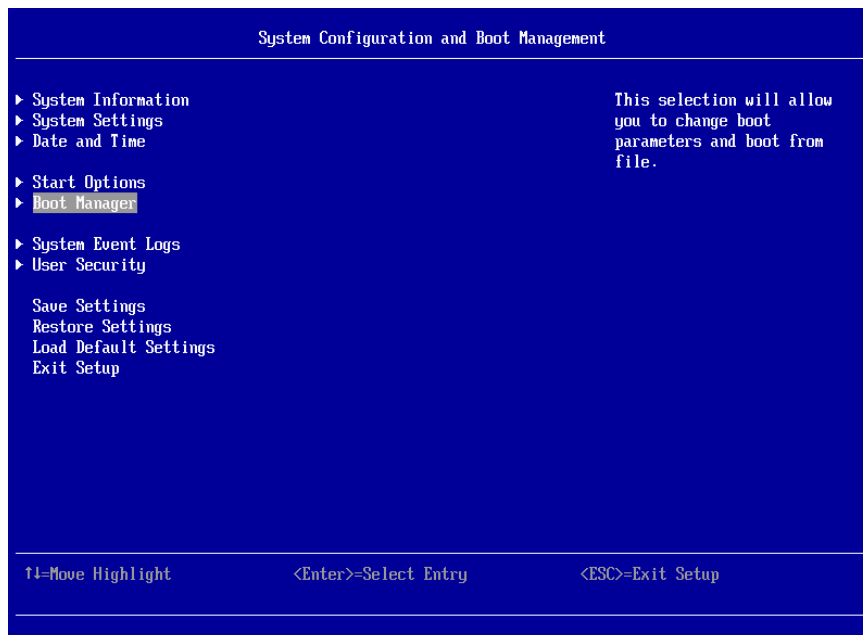 System Configuration and Boot Management
▶ System Information
▶ System Settings
▶ Date and Time
▶ Start Options
▶ Boot Manager
▶ System Event Logs
▶ User Security
Save Settings
Restore Settings
Load Default Settings
Exit Setup
This selection will allow
you to change boot
parameters and boot from
file.
↑↓=Move Highlight <Enter>=Select Entry <ESC>=Exit Setup